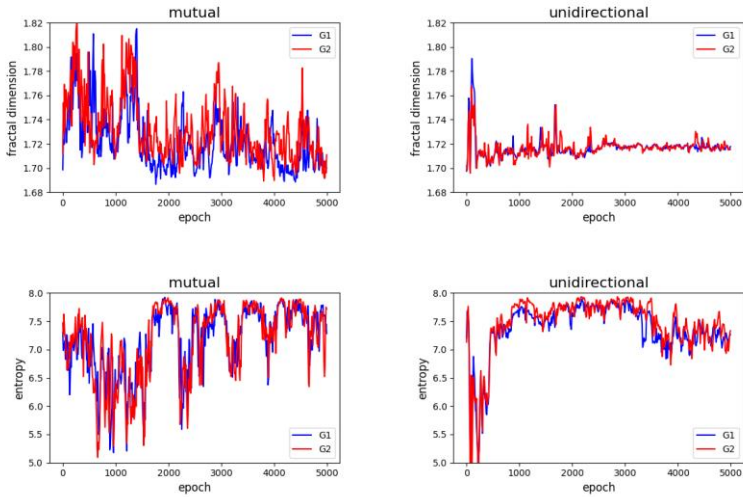 mutual
fractal dimension
1.82
1.80
1.78
1.76
1.74
1.72
1.70
1.68
G1
G2
0 1000 2000 3000 4000 5000
epoch
unidirectional
fractal dimension
1.82
1.80
1.78
1.76
1.74
1.72
1.70
1.68
G1
G2
0 1000 2000 3000 4000 5000
epoch
mutual
entropy
8.0
7.5
7.0
6.5
6.0
5.5
5.0
G1
G2
0 1000 2000 3000 4000 5000
epoch
unidirectional
entropy
8.0
7.5
7.0
6.5
6.0
5.5
5.0
G1
G2
0 1000 2000 3000 4000 5000
epoch